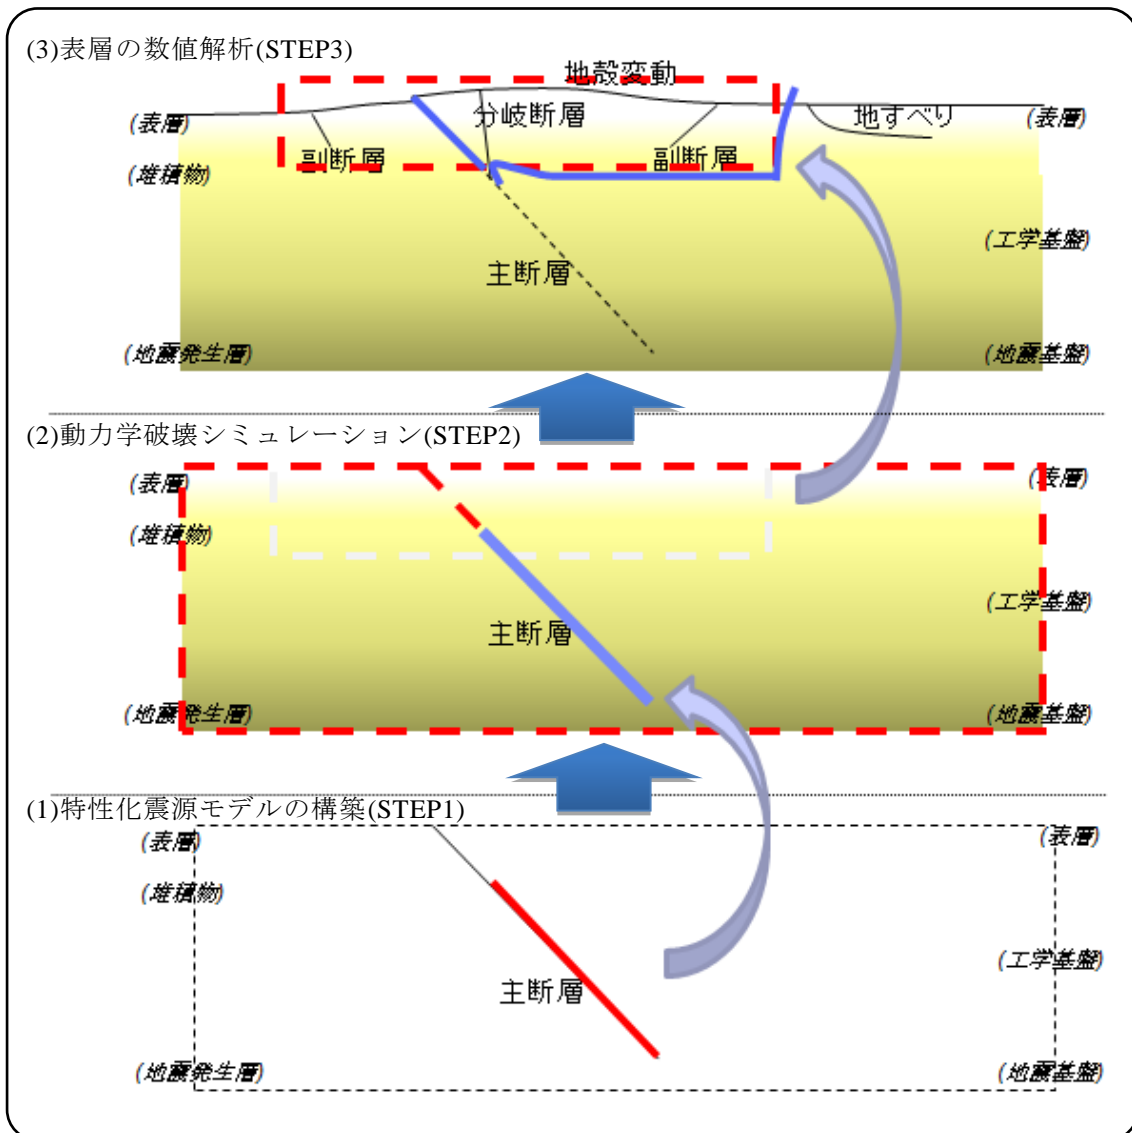 (3)表層の数値解析(STEP3)
地殻変動
(表層)
分岐断層
地すべり
(表層)
副断層
副断層
(堆積物)
(工学基盤)
主断層
(地震発生層)
(地震基盤)
(2)動力学破壊シミュレーション(STEP2)
(表層)
(表層)
(堆積物)
(工学基盤)
主断層
(地震発生層)
(地震基盤)
(1)特性化震源モデルの構築(STEP1)
(表層)
(表層)
(堆積物)
(工学基盤)
主断層
(地震発生層)
(地震基盤)